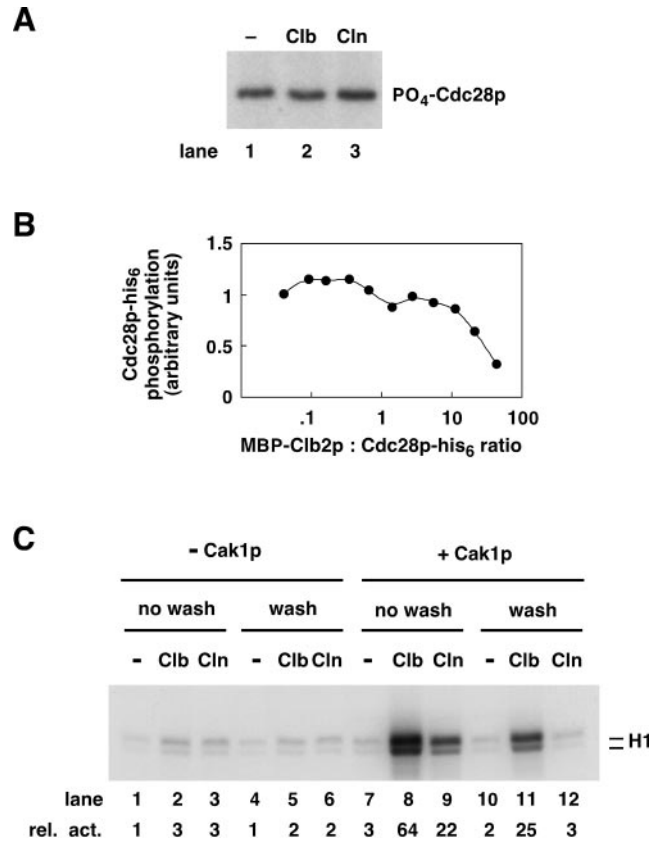 A
– Clb Cln
PO4-Cdc28p
lane 1 2 3
B
Cdc28p-his6
phosphorylation
(arbitrary units)
1.5
1
0.5
0
.1 1 10 100
MBP-Clb2p : Cdc28p-his6 ratio
C
- Cak1p + Cak1p
no wash wash no wash wash
- Clb Cln - Clb Cln - Clb Cln - Clb Cln
H1
lane 1 2 3 4 5 6 7 8 9 10 11 12
rel. act. 1 3 3 1 2 2 3 64 22 2 25 3